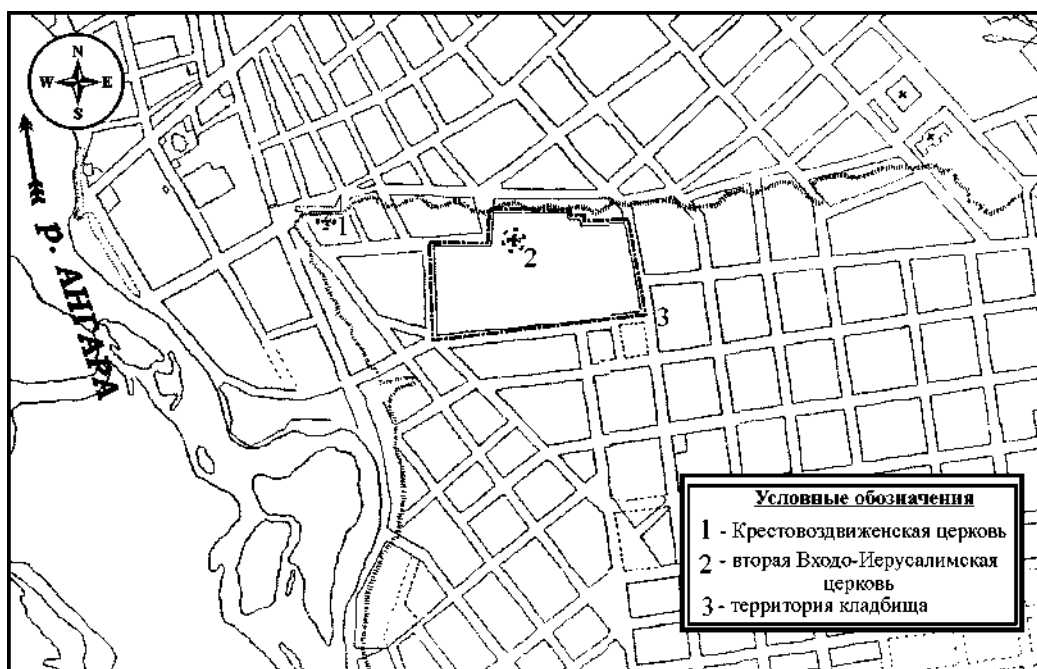 N
W E
S
р. АНГАРА
1
2
3
Условные обозначения
1 - Крестовоздвиженская церковь
2 - вторая Входо-Иерусалимская
церковь
3 - территория кладбища